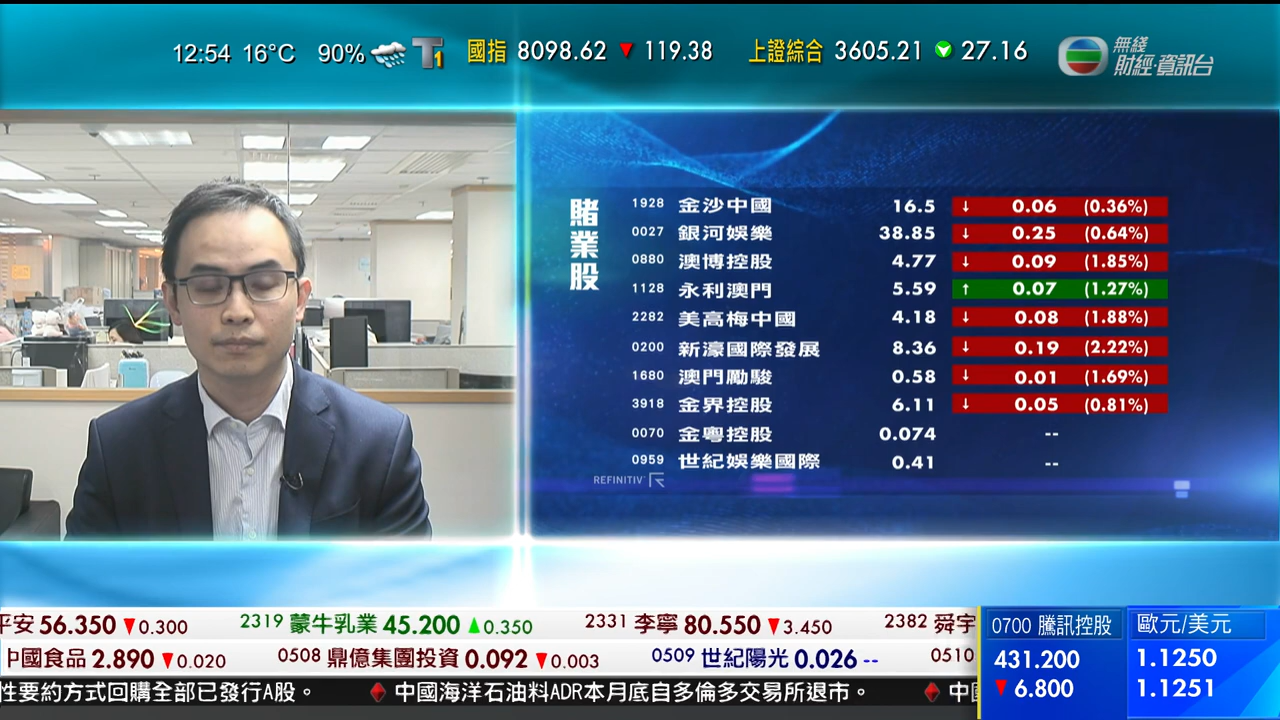 12:54 16°C 90% T1 國指 8098.62 ▼ 119.38 上證綜合 3605.21 27.16 無綫
財經·資訊台
賭業股
1928 金沙中國 16.5 ↓ 0.06 (0.36%)
0027 銀河娛樂 38.85 ↓ 0.25 (0.64%)
0880 澳博控股 4.77 ↓ 0.09 (1.85%)
1128 永利澳門 5.59 ↑ 0.07 (1.27%)
2282 美高梅中國 4.18 ↓ 0.08 (1.88%)
0200 新濠國際發展 8.36 ↓ 0.19 (2.22%)
1680 澳門勵駿 0.58 ↓ 0.01 (1.69%)
3918 金界控股 6.11 ↓ 0.05 (0.81%)
0070 金粵控股 0.074 --
0959 世紀娛樂國際 0.41 --
REFINITIV
平安 56.350 ▼ 0.300 2319 蒙牛乳業 45.200 ▲ 0.350 2331 李寧 80.550 ▼ 3.450 2382 舜宇
中國食品 2.890 ▼ 0.020 0508 鼎億集團投資 0.092 ▼ 0.003 0509 世紀陽光 0.026 -- 0510
性要約方式回購全部已發行A股。 ◆ 中國海洋石油料ADR本月底自多倫多交易所退市。 ◆ 中
0700 騰訊控股
431.200
▼ 6.800
歐元/美元
1.1250
1.1251